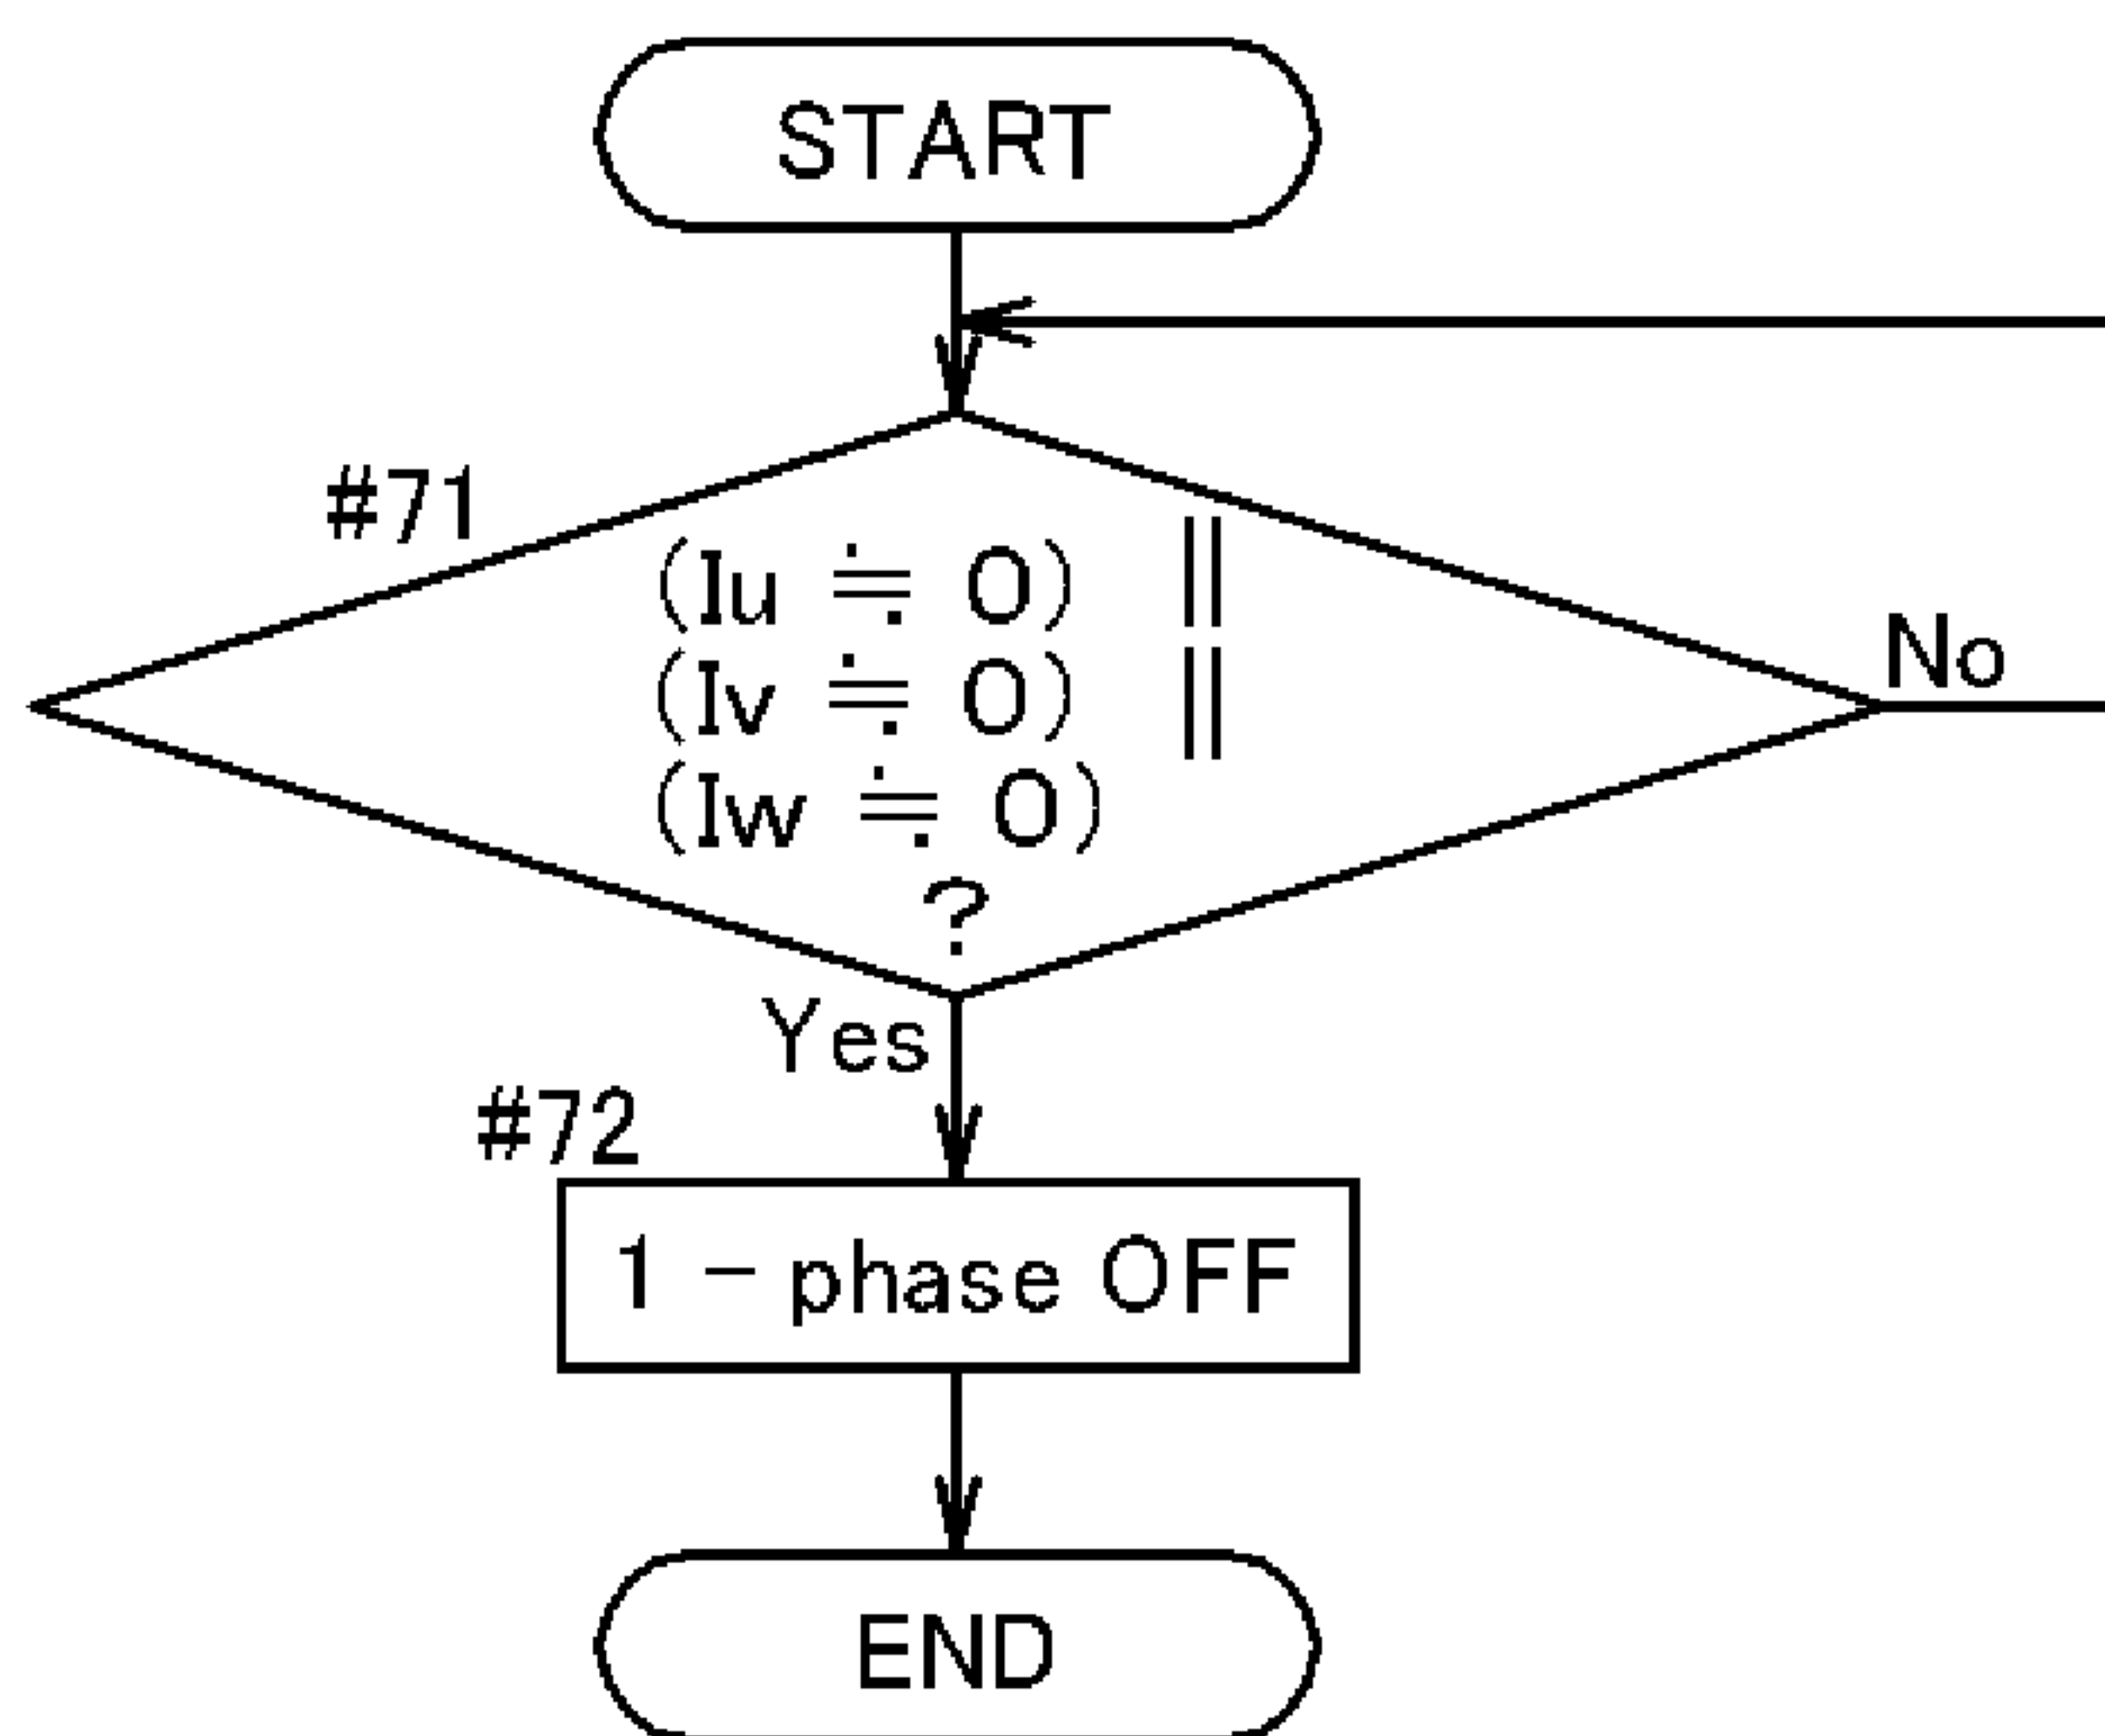 START
#71
(Iu ≒ 0) ||
(Iv ≒ 0) ||
(Iw ≒ 0)
?
No
Yes
#72
1 - phase OFF
END